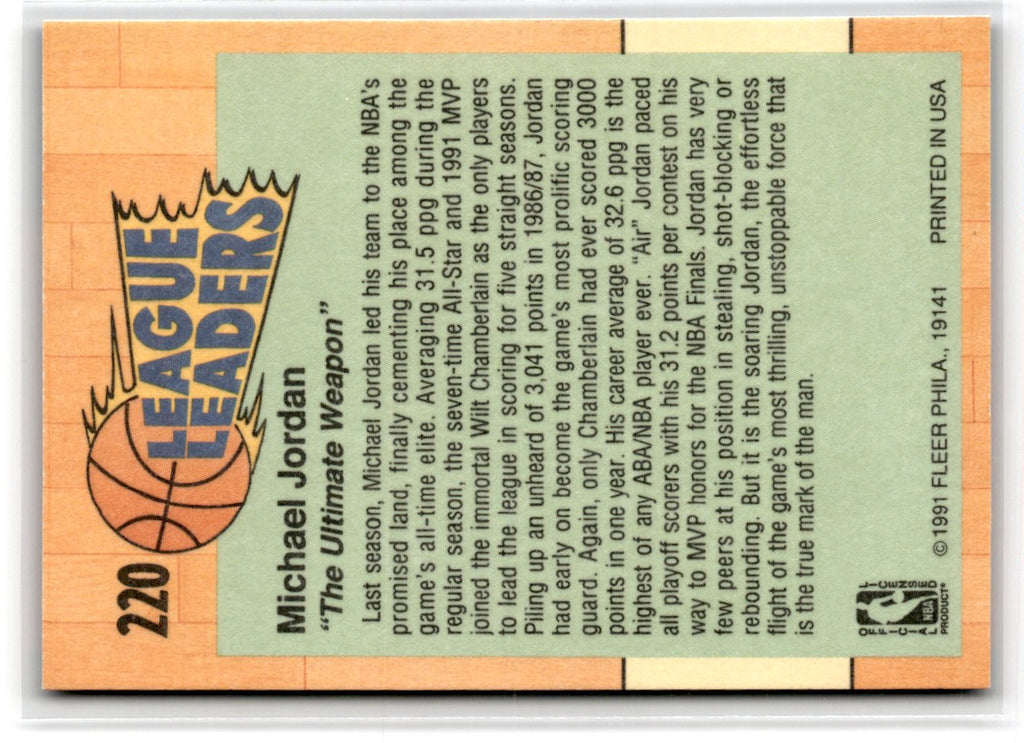 220
LEAGUE
LEADERS
Michael Jordan
“The Ultimate Weapon”
Last season, Michael Jordan led his team to the NBA's
promised land, finally cementing his place among the
game's all-time elite. Averaging 31.5 ppg during the
regular season, the seven-time All-Star and 1991 MVP
joined the immortal Wilt Chamberlain as the only players
to lead the league in scoring for five straight seasons.
Piling up an unheard of 3,041 points in 1986/87, Jordan
had early on become the game's most prolific scoring
guard. Again, only Chamberlain had ever scored 3000
points in one year. His career average of 32.6 ppg is the
highest of any ABA/NBA player ever. “Air” Jordan paced
all playoff scorers with his 31.2 points per contest on his
way to MVP honors for the NBA Finals. Jordan has very
few peers at his position in stealing, shot-blocking or
rebounding. But it is the soaring Jordan, the effortless
flight of the game's most thrilling, unstoppable force that
is the true mark of the man.
OFFICIAL LICENSED
NBA
PRODUCT®
© 1991 FLEER PHILA., 19141 PRINTED IN USA